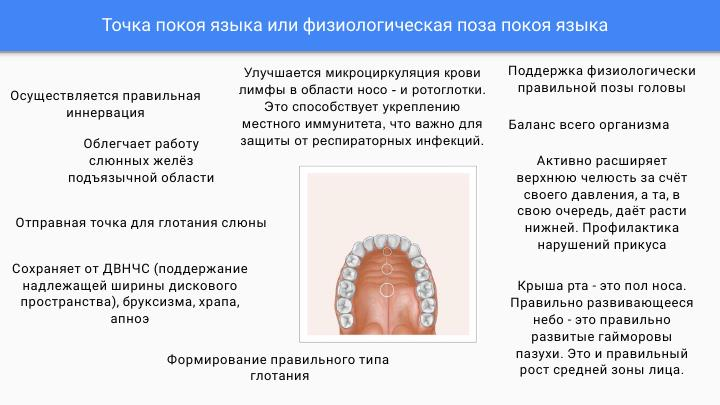 Точка покоя языка или физиологическая поза покоя языка
Осуществляется правильная
иннервация
Облегчает работу
слюнных желёз
подъязычной области
Отправная точка для глотания слюны
Сохраняет от ДВНЧС (поддержание
надлежащей ширины дискового
пространства), бруксизма, храпа,
апноэ
Улучшается микроциркуляция крови
лимфы в области носо - и ротоглотки.
Это способствует укреплению
местного иммунитета, что важно для
защиты от респираторных инфекций.
Формирование правильного типа
глотания
Поддержка физиологически
правильной позы головы
Баланс всего организма
Активно расширяет
верхнюю челюсть за счёт
своего давления, а та, в
свою очередь, даёт расти
нижней. Профилактика
нарушений прикуса
Крыша рта - это пол носа.
Правильно развивающееся
небо - это правильно
развитые гайморовы
пазухи. Это и правильный
рост средней зоны лица.